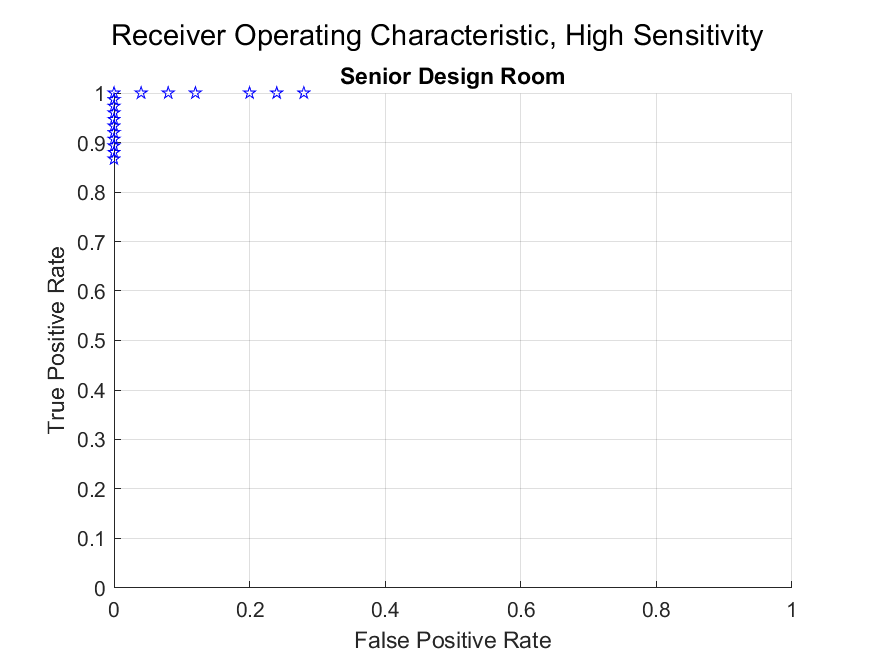 Receiver Operating Characteristic, High Sensitivity
Senior Design Room
1
0.9
0.8
0.7
0.6
0.5
0.4
0.3
0.2
0.1
0
True Positive Rate
0 0.2 0.4 0.6 0.8 1
False Positive Rate